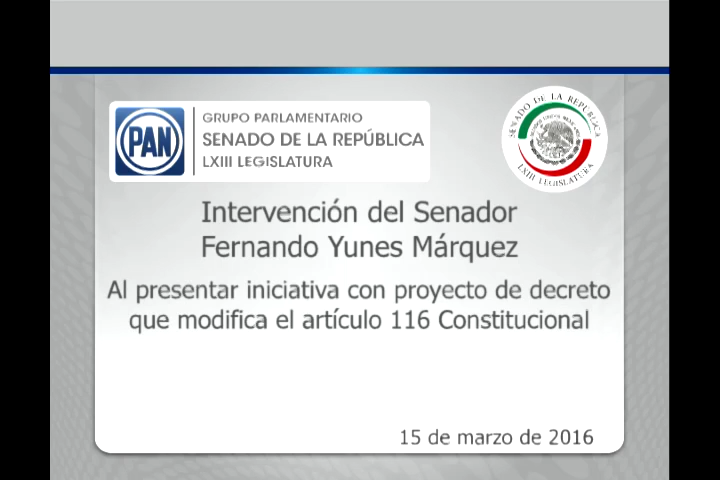 PAN
GRUPO PARLAMENTARIO
SENADO DE LA REPÚBLICA
LXIII LEGISLATURA
SENADO DE LA REPÚBLICA
LXIII LEGISLATURA
Intervención del Senador
Fernando Yunes Márquez
Al presentar iniciativa con proyecto de decreto
que modifica el artículo 116 Constitucional
15 de marzo de 2016